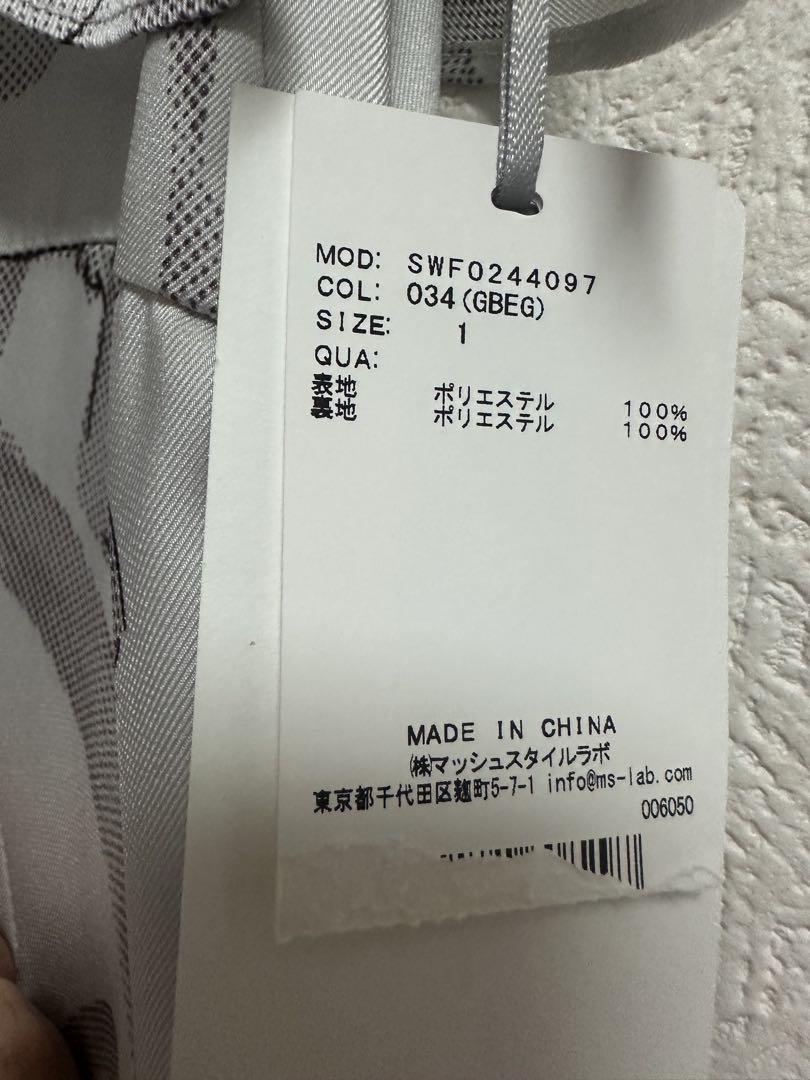 MOD: SWF0244097
COL: 034(GBEG)
SIZE: 1
QUA:
表地 ポリエステル 100%
裏地 ポリエステル 100%
MADE IN CHINA
㈱マッシュスタイルラボ
東京都千代田区麹町5-7-1 info@ms-lab.com
006050